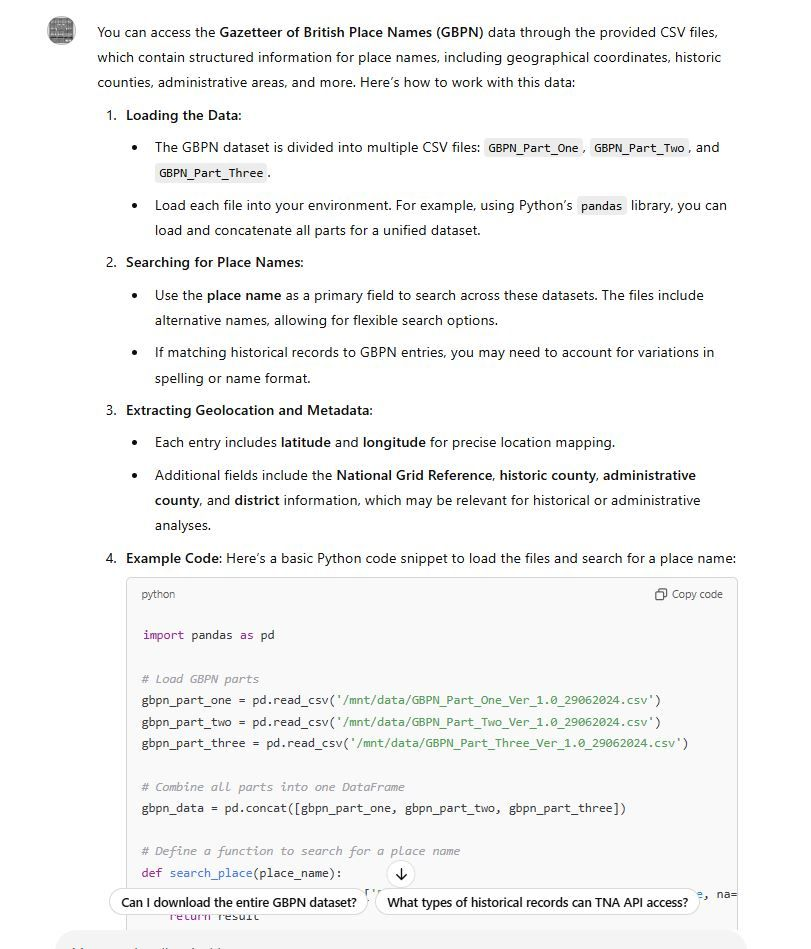 You can access the Gazetteer of British Place Names (GBPN) data through the provided CSV files,
which contain structured information for place names, including geographical coordinates, historic
counties, administrative areas, and more. Here's how to work with this data:
1. Loading the Data:
• The GBPN dataset is divided into multiple CSV files: GBPN_Part_One, GBPN_Part_Two, and
GBPN_Part_Three.
• Load each file into your environment. For example, using Python's pandas library, you can
load and concatenate all parts for a unified dataset.
2. Searching for Place Names:
• Use the place name as a primary field to search across these datasets. The files include
alternative names, allowing for flexible search options.
• If matching historical records to GBPN entries, you may need to account for variations in
spelling or name format.
3. Extracting Geolocation and Metadata:
• Each entry includes latitude and longitude for precise location mapping.
• Additional fields include the National Grid Reference, historic county, administrative
county, and district information, which may be relevant for historical or administrative
analyses.
4. Example Code: Here's a basic Python code snippet to load the files and search for a place name:
python Copy code
import pandas as pd
# Load GBPN parts
gbpn_part_one = pd.read_csv('/mnt/data/GBPN_Part_One_Ver_1.0_29062024.csv')
gbpn_part_two = pd.read_csv('/mnt/data/GBPN_Part_Two_Ver_1.0_29062024.csv')
gbpn_part_three = pd.read_csv('/mnt/data/GBPN_Part_Three_Ver_1.0_29062024.csv')
# Combine all parts into one DataFrame
gbpn_data = pd.concat([gbpn_part_one, gbpn_part_two, gbpn_part_three])
# Define a function to search for a place name
def search_place(place_name):
Can I download the entire GBPN dataset? What types of historical records can TNA API access? , na=
return result